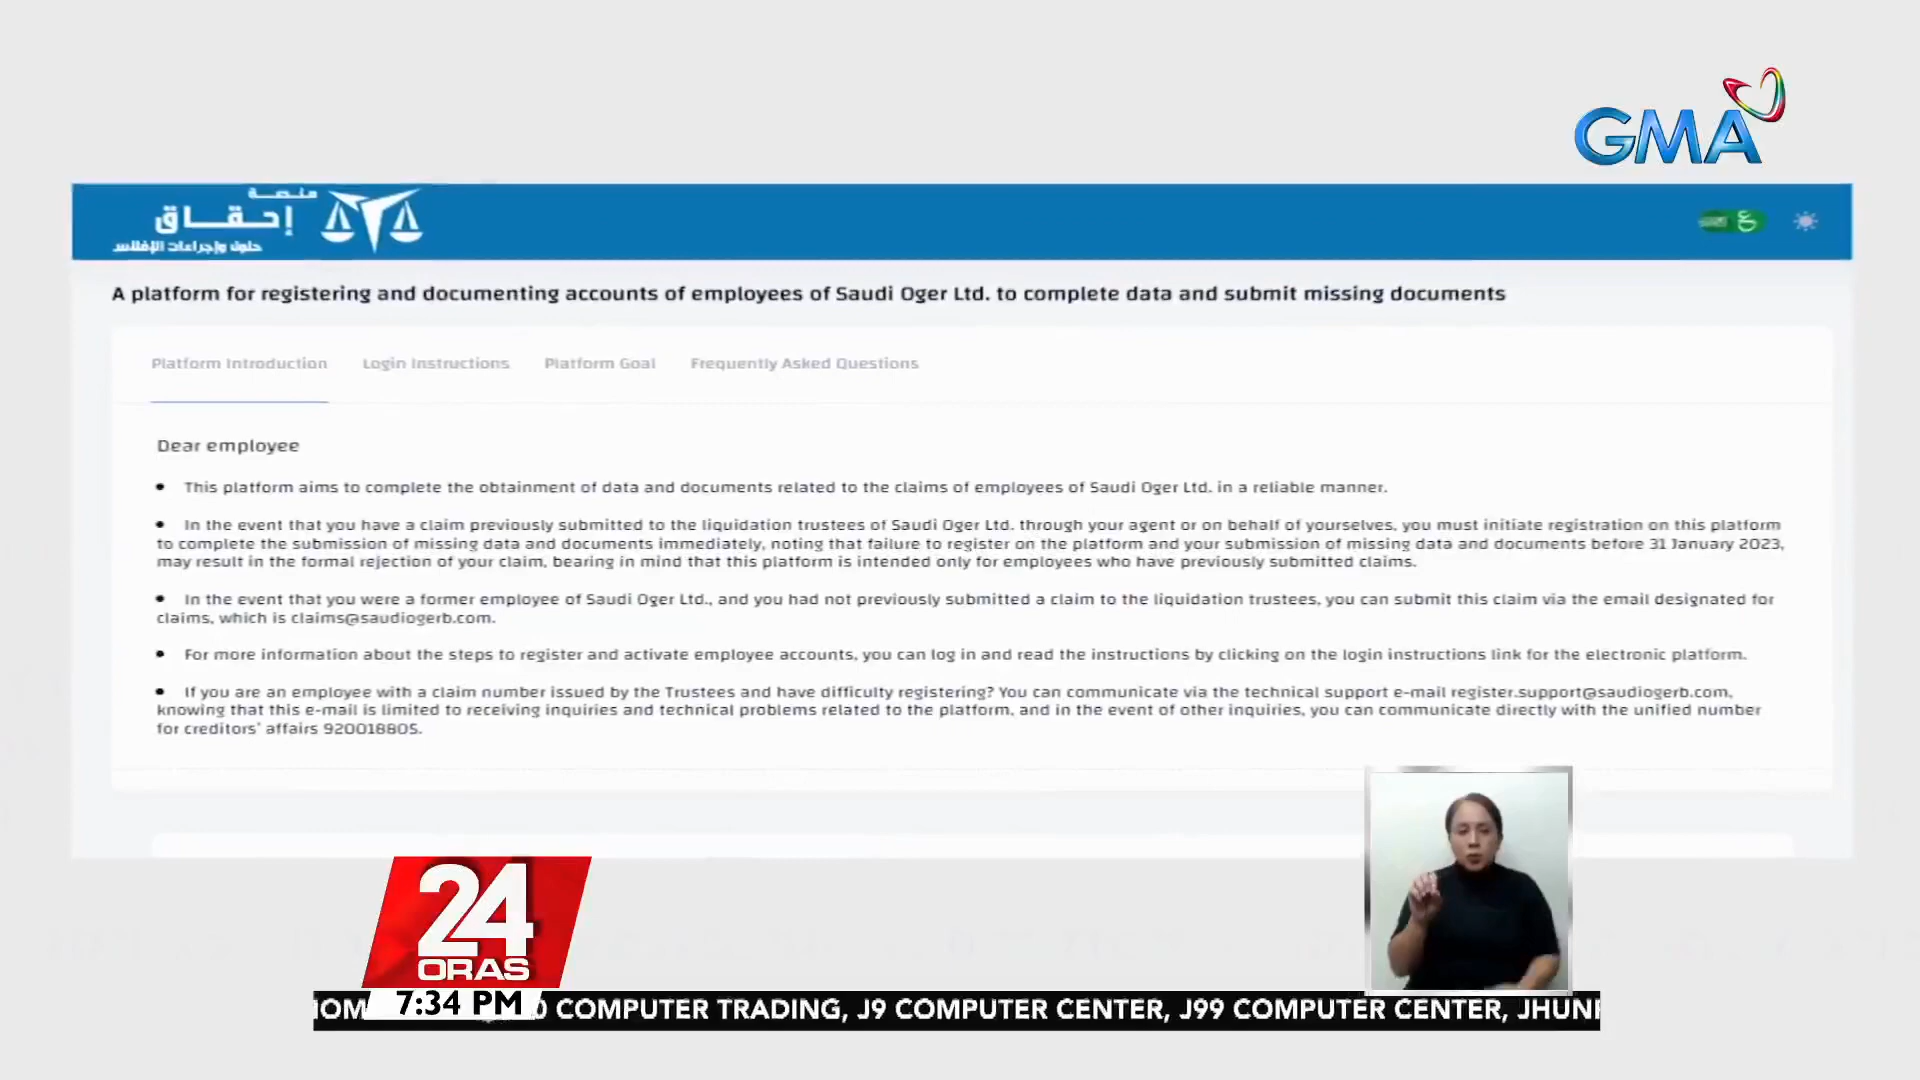 GMA
منصة
إحقاق
حلول وإجراءات الإفلاس
ع
A platform for registering and documenting accounts of employees of Saudi Oger Ltd. to complete data and submit missing documents
Platform Introduction Login Instructions Platform Goal Frequently Asked Questions
Dear employee
• This platform aims to complete the obtainment of data and documents related to the claims of employees of Saudi Oger Ltd. in a reliable manner.
• In the event that you have a claim previously submitted to the liquidation trustees of Saudi Oger Ltd. through your agent or on behalf of yourselves, you must initiate registration on this platform
to complete the submission of missing data and documents immediately, noting that failure to register on the platform and your submission of missing data and documents before 31 January 2023,
may result in the formal rejection of your claim, bearing in mind that this platform is intended only for employees who have previously submitted claims.
• In the event that you were a former employee of Saudi Oger Ltd., and you had not previously submitted a claim to the liquidation trustees, you can submit this claim via the email designated for
claims, which is claims@saudiogerb.com.
• For more information about the steps to register and activate employee accounts, you can log in and read the instructions by clicking on the login instructions link for the electronic platform.
• If you are an employee with a claim number issued by the Trustees and have difficulty registering? You can communicate via the technical support e-mail register.support@saudiogerb.com,
knowing that this e-mail is limited to receiving inquiries and technical problems related to the platform, and in the event of other inquiries, you can communicate directly with the unified number
for creditors' affairs 920018805.
24
ORAS
7:34 PM
COMPUTER TRADING, J9 COMPUTER CENTER, J99 COMPUTER CENTER,